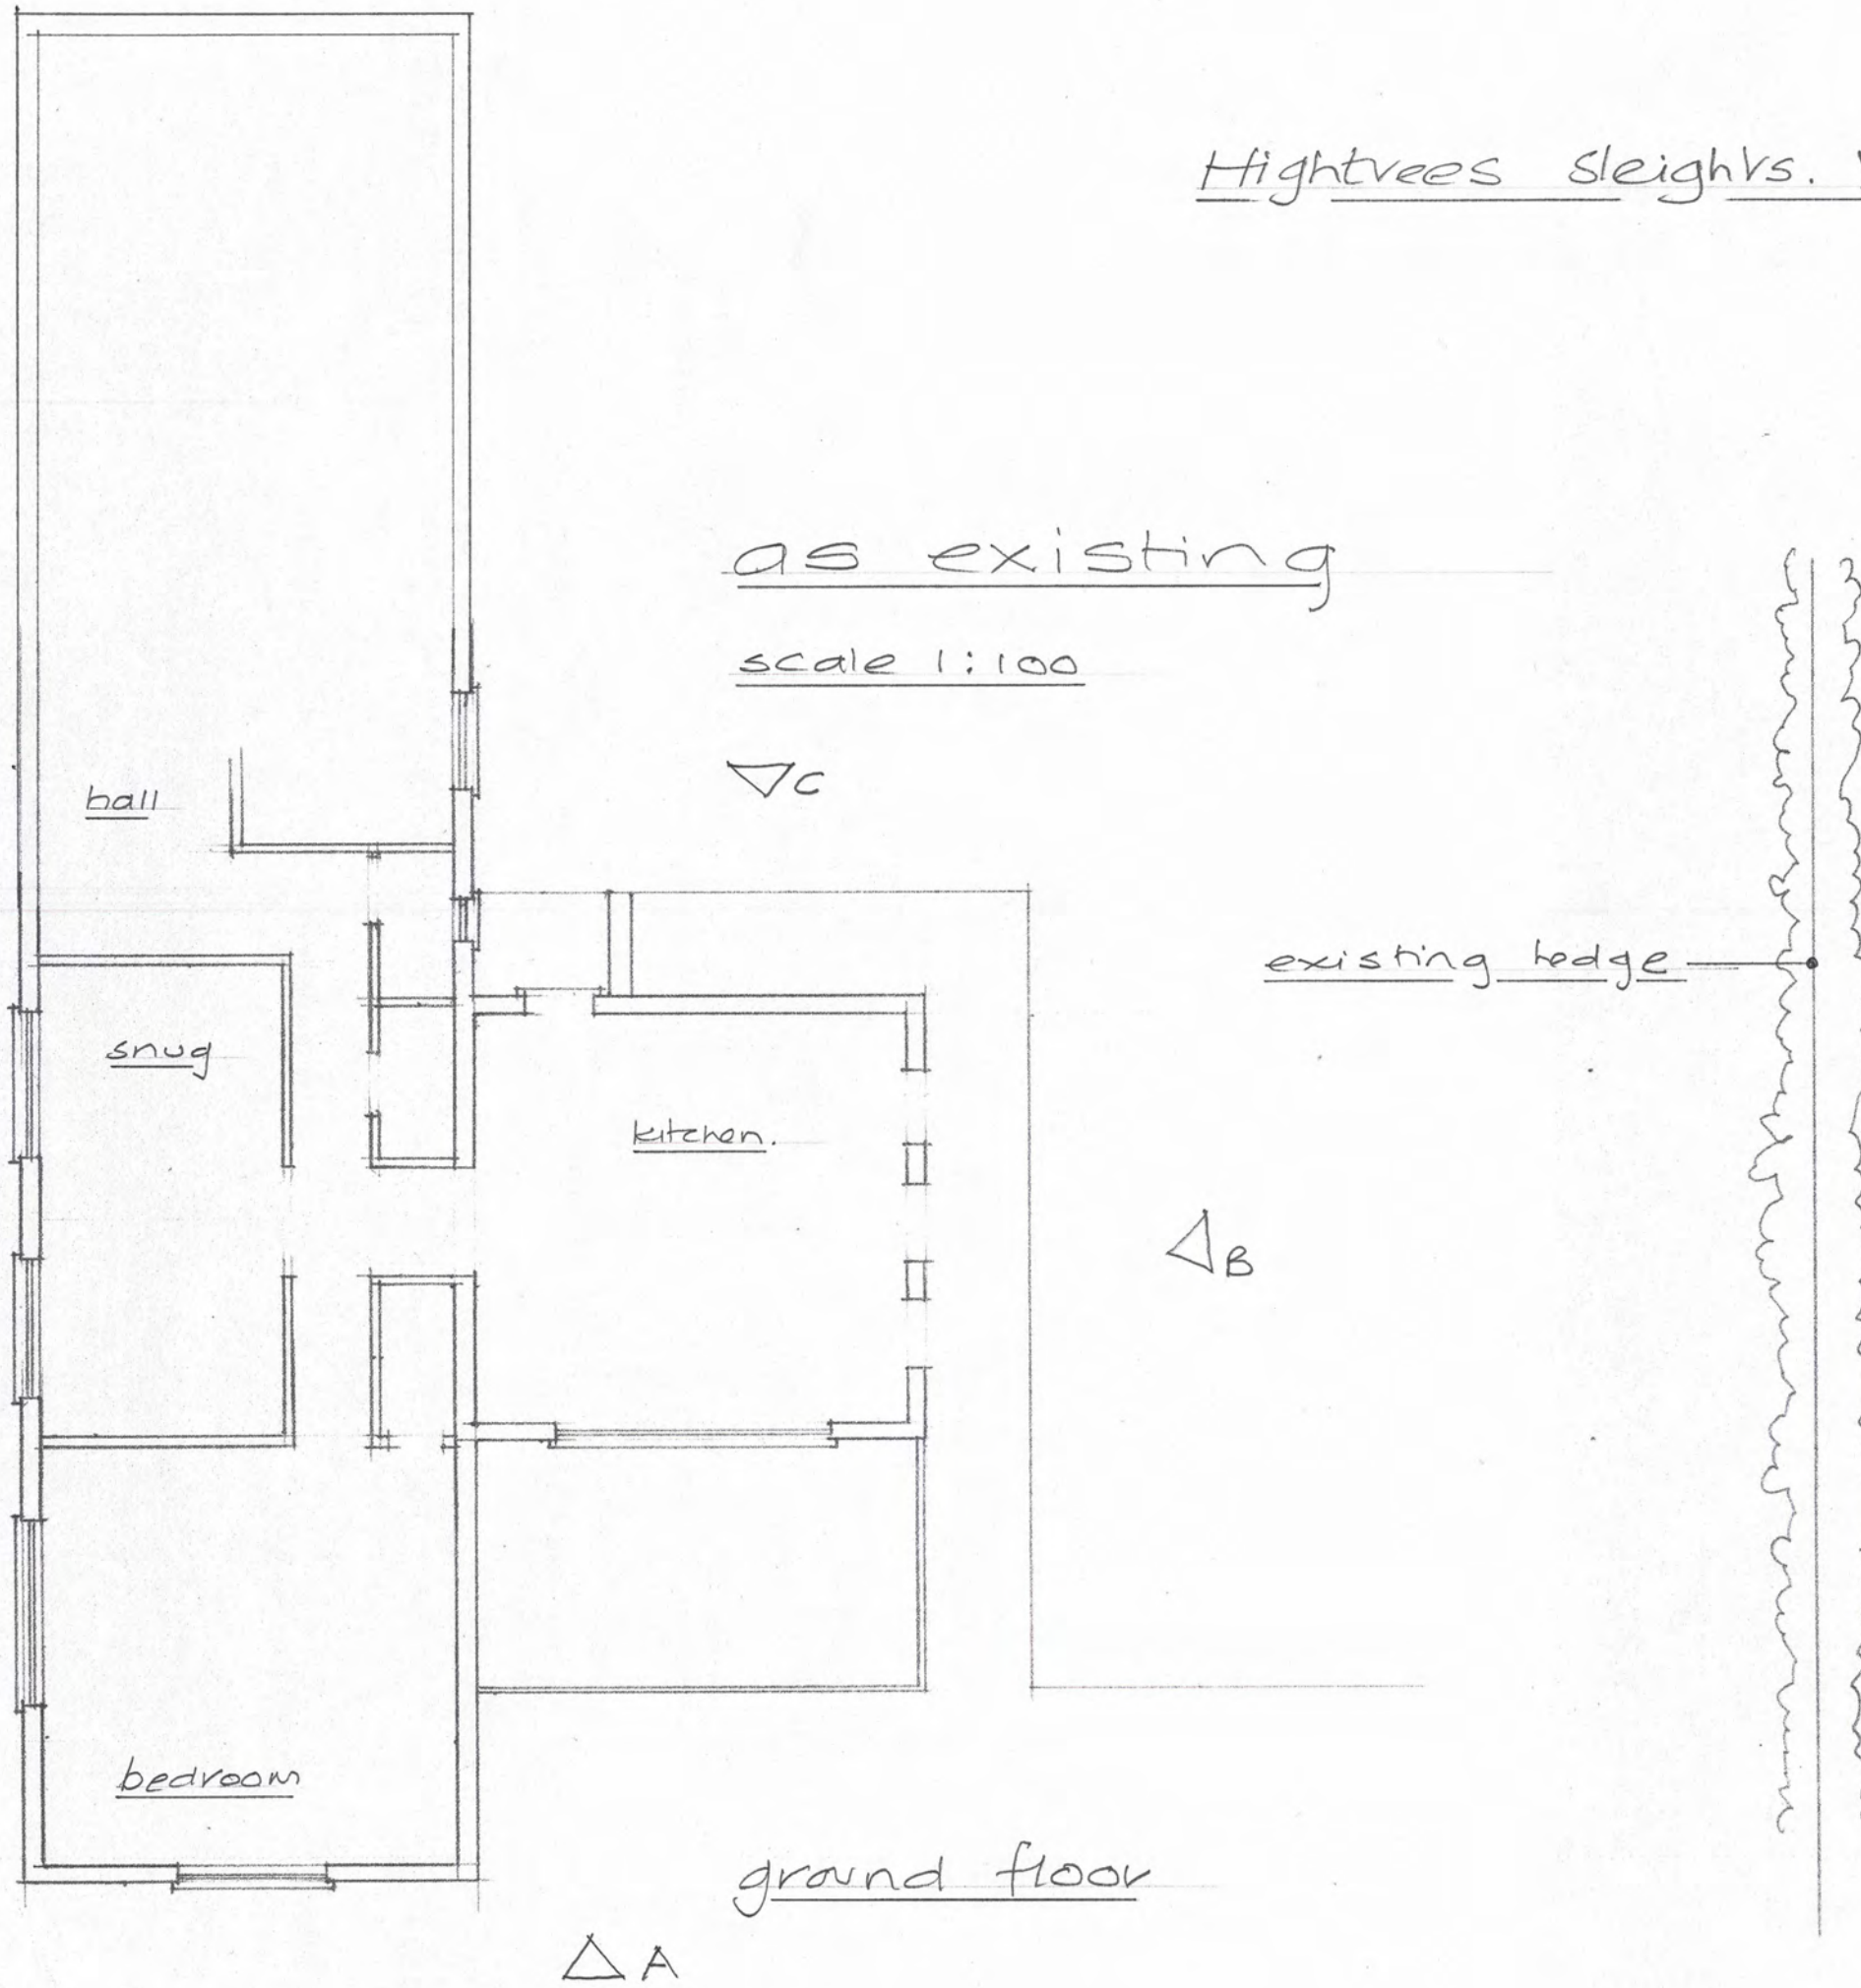 Hightrees Sleights.
as existing
scale 1:100
C
hall
existing hedge
snug
kitchen.
B
bedroom
ground floor
A